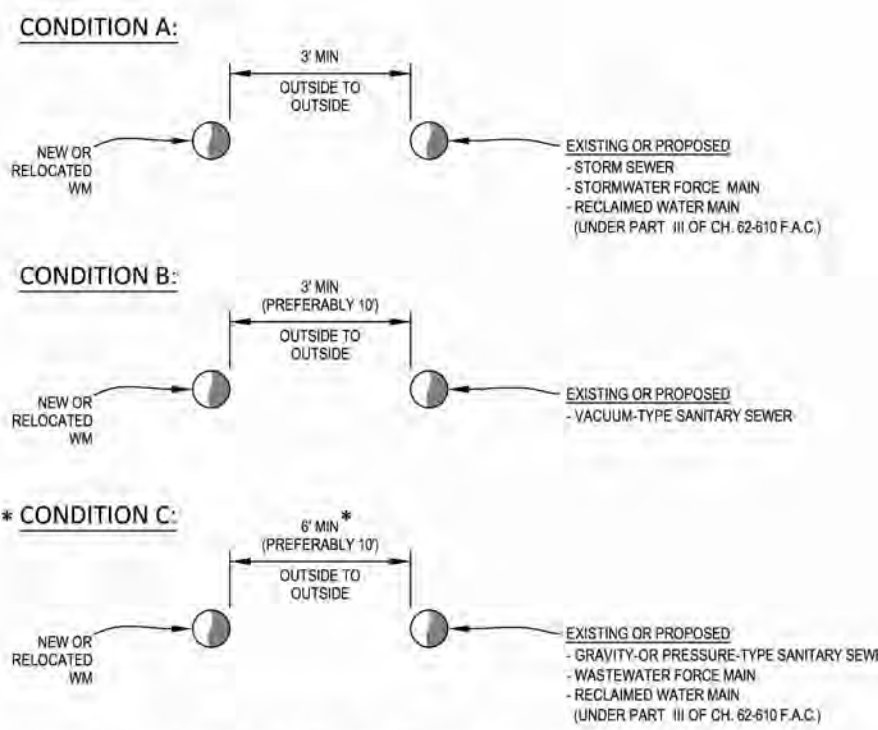 CONDITION A:
3' MIN
OUTSIDE TO
OUTSIDE
NEW OR
RELOCATED
WM
EXISTING OR PROPOSED
- STORM SEWER
- STORMWATER FORCE MAIN
- RECLAIMED WATER MAIN
(UNDER PART III OF CH. 62-610 F.A.C.)
CONDITION B:
3' MIN
(PREFERABLY 10')
OUTSIDE TO
OUTSIDE
NEW OR
RELOCATED
WM
EXISTING OR PROPOSED
- VACUUM-TYPE SANITARY SEWER
* CONDITION C:
6' MIN *
(PREFERABLY 10')
OUTSIDE TO
OUTSIDE
NEW OR
RELOCATED
WM
EXISTING OR PROPOSED
- GRAVITY-OR PRESSURE-TYPE SANITARY SEWE
- WASTEWATER FORCE MAIN
- RECLAIMED WATER MAIN
(UNDER PART III OF CH. 62-610 F.A.C.)